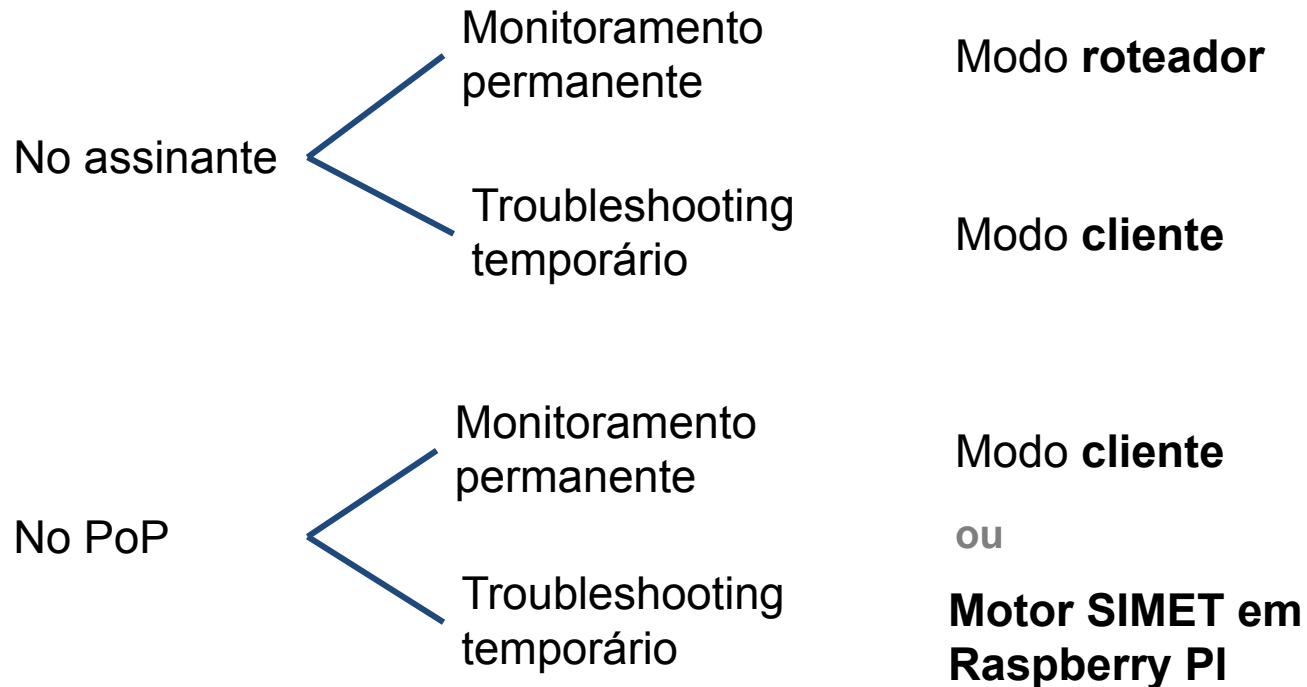 Monitoramento
permanente
Modo roteador
No assinante
Troubleshooting
temporário
Modo cliente
Monitoramento
permanente
Modo cliente
No PoP
ou
Troubleshooting
temporário
Motor SIMET em
Raspberry PI